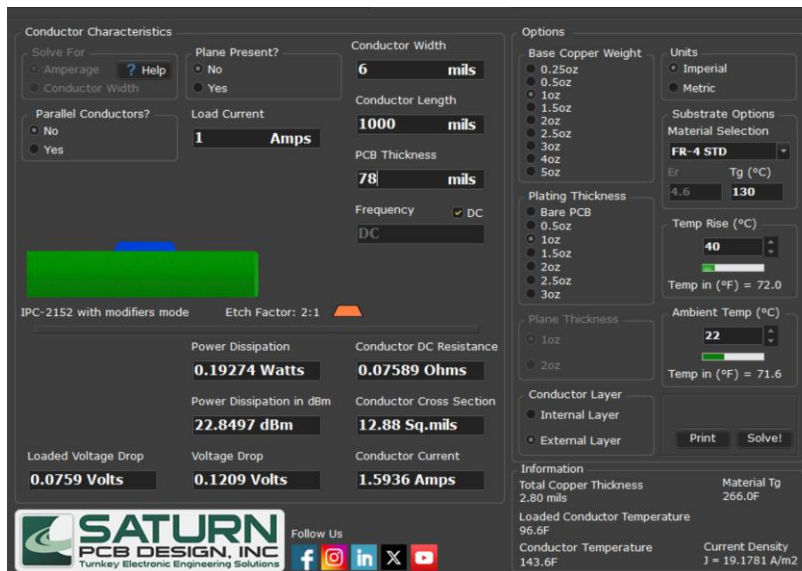 Conductor Characteristics
Solve For
Amperage
? Help
Conductor Width
Plane Present?
No
Yes
Parallel Conductors?
No
Yes
Load Current
1 Amps
Conductor Width
6 mils
Conductor Length
1000 mils
PCB Thickness
78 mils
Frequency
DC
DC
IPC-2152 with modifiers mode
Etch Factor: 2:1
Power Dissipation
0.19274 Watts
Conductor DC Resistance
0.07589 Ohms
Power Dissipation in dBm
22.8497 dBm
Conductor Cross Section
12.88 Sq.mils
Loaded Voltage Drop
0.0759 Volts
Voltage Drop
0.1209 Volts
Conductor Current
1.5936 Amps
SATURN
PCB DESIGN, INC
Turnkey Electronic Engineering Solutions
Follow Us
Options
Base Copper Weight
0.25oz
0.5oz
1oz
1.5oz
2oz
2.5oz
3oz
4oz
5oz
Plating Thickness
Bare PCB
0.5oz
1oz
1.5oz
2oz
2.5oz
3oz
Plane Thickness
1oz
2oz
Conductor Layer
Internal Layer
External Layer
Units
Imperial
Metric
Substrate Options
Material Selection
FR-4 STD
Er
Tg (°C)
4.6
130
Temp Rise (°C)
40
Temp in (°F) = 72.0
Ambient Temp (°C)
22
Temp in (°F) = 71.6
Print
Solve!
Information
Total Copper Thickness
2.80 mils
Material Tg
266.0F
Loaded Conductor Temperature
96.6F
Conductor Temperature
143.6F
Current Density
J = 19.1781 A/m2